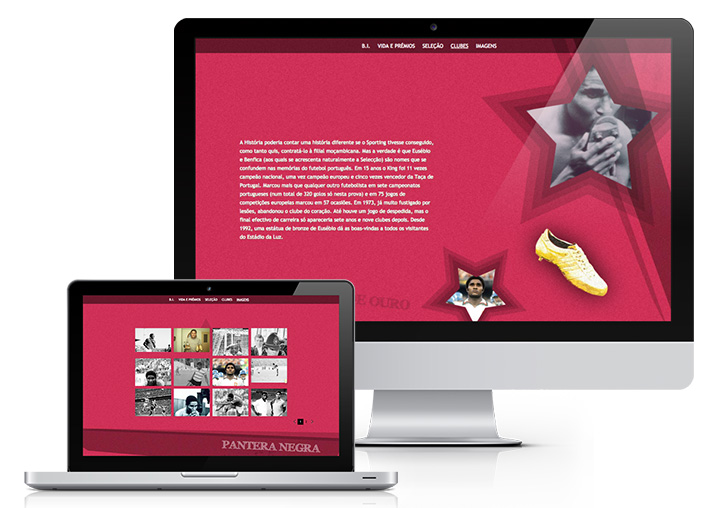 B.I. VIDA E PRÉMIOS SELEÇÃO CLUBES IMAGENS
A História poderia contar uma história diferente se o Sporting tivesse conseguido,
como tanto quis, contratá-lo à filial moçambicana. Mas a verdade é que Eusébio
e Benfica (aos quais se acrescenta naturalmente a Selecção) são nomes que se
confundem nas memórias do futebol português. Em 15 anos o King foi 11 vezes
campeão nacional, uma vez campeão europeu e cinco vezes vencedor da Taça de
Portugal. Marcou mais que qualquer outro futebolista em sete campeonatos
portugueses (num total de 320 golos só nesta prova) e em 75 jogos de
competições europeias marcou em 57 ocasiões. Em 1973, já muito fustigado por
lesões, abandonou o clube do coração. Até houve um jogo de despedida, mas o
final efectivo de carreira só apareceria sete anos e nove clubes depois. Desde
1992, uma estátua de bronze de Eusébio dá as boas-vindas a todos os visitantes
do Estádio da Luz.
E OURO
B.I. VIDA E PRÉMIOS SELEÇÃO CLUBES IMAGENS
1 2
PANTERA NEGRA